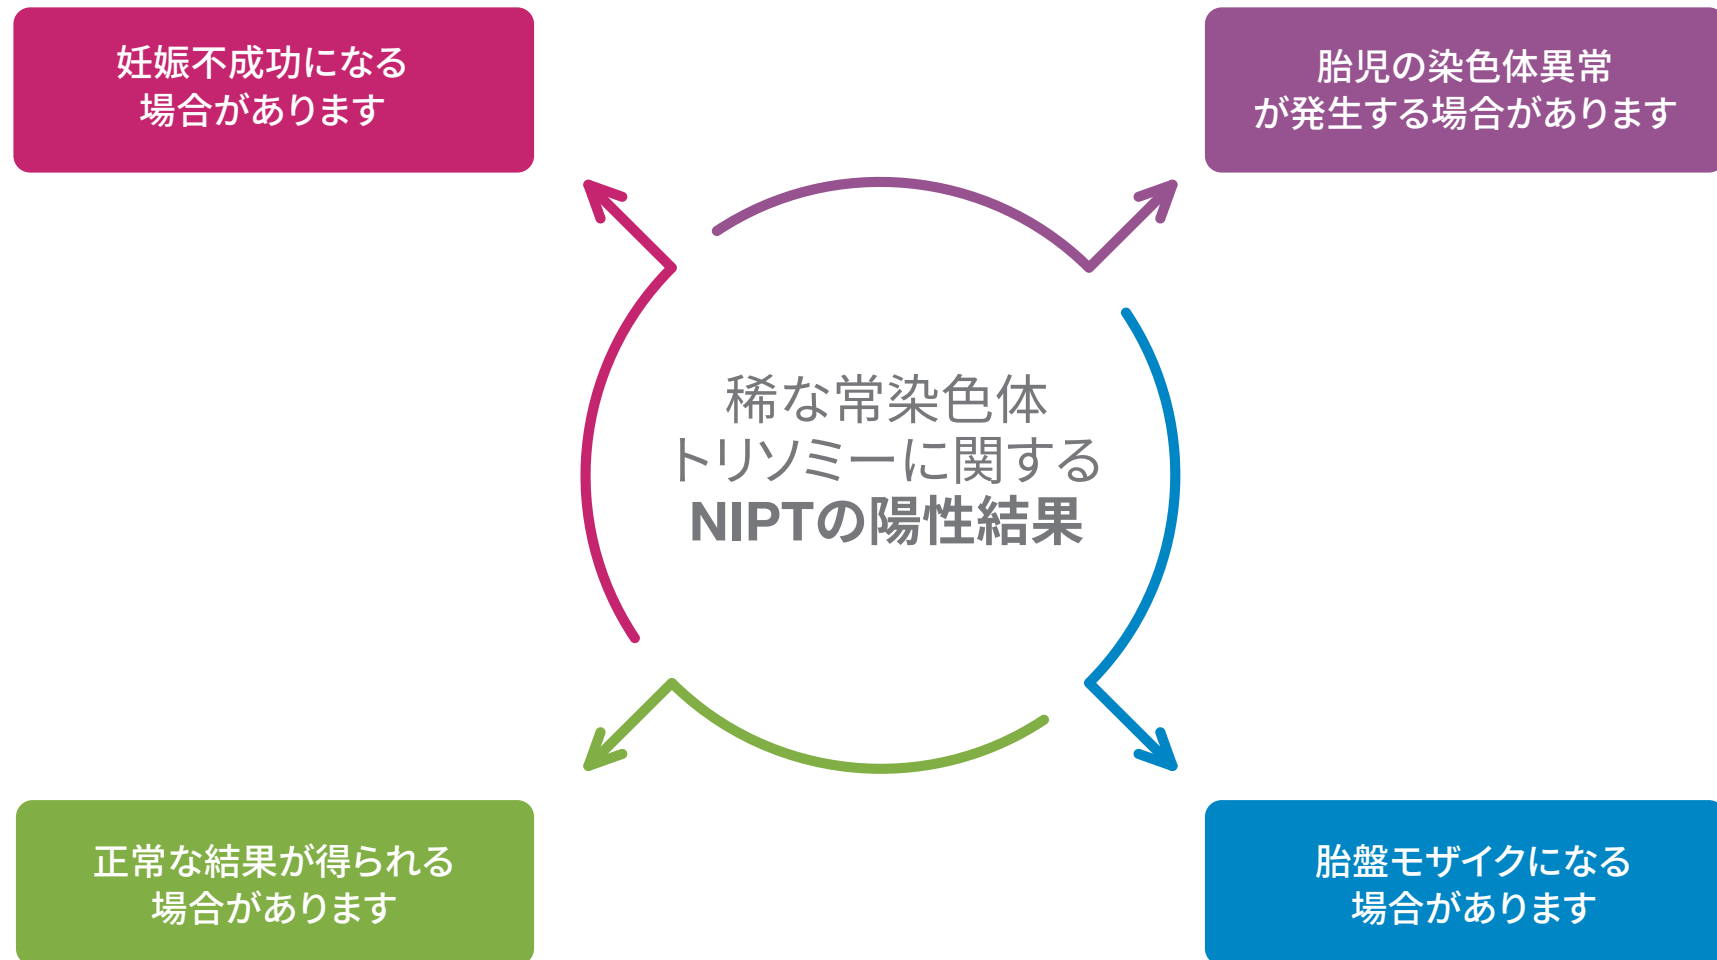 妊娠不成功になる
場合があります
胎児の染色体異常
が発生する場合があります
稀な常染色体
トリソミーに関する
NIPTの陽性結果
正常な結果が得られる
場合があります
胎盤モザイクになる
場合があります